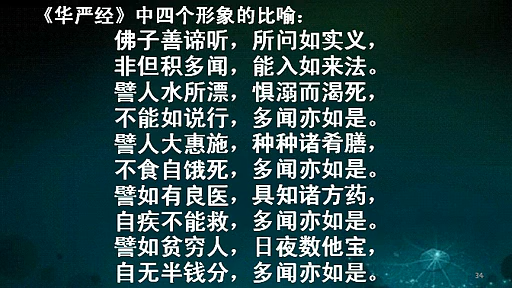 《华严经》中四个形象的比喻：
佛子善谛听，所问如实义，
非但积多闻，能入如来法。
譬人水所漂，惧溺而渴死，
不能如说行，多闻亦如是。
譬人大惠施，种种诸肴膳，
不食自饿死，多闻亦如是。
譬如有良医，具知诸方药，
自疾不能救，多闻亦如是。
譬如贫穷人，日夜数他宝，
自无半钱分，多闻亦如是。
34